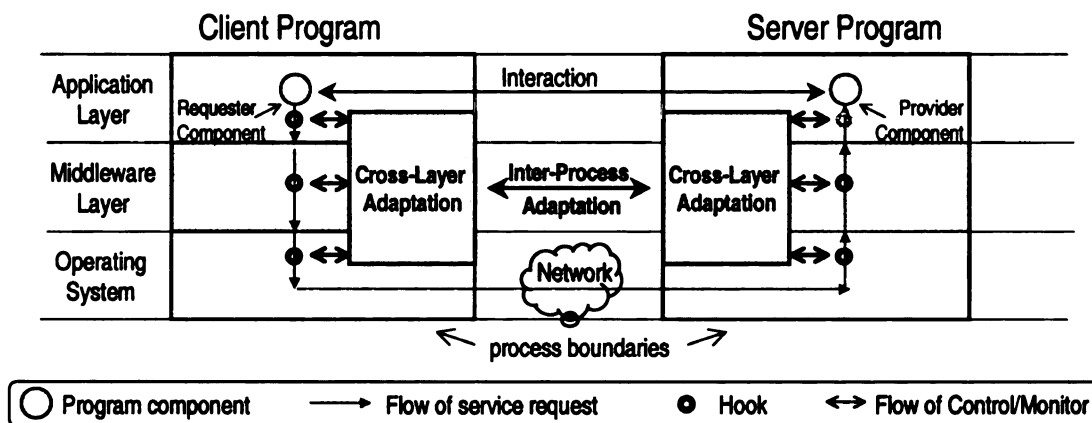 Client Program
Server Program
Application
Layer
Requester
Component
Interaction
Provider
Component
Middleware
Layer
Cross-Layer
Adaptation
Inter-Process
Adaptation
Cross-Layer
Adaptation
Operating
System
Network
process boundaries
Program component
Flow of service request
Hook
Flow of Control/Monitor